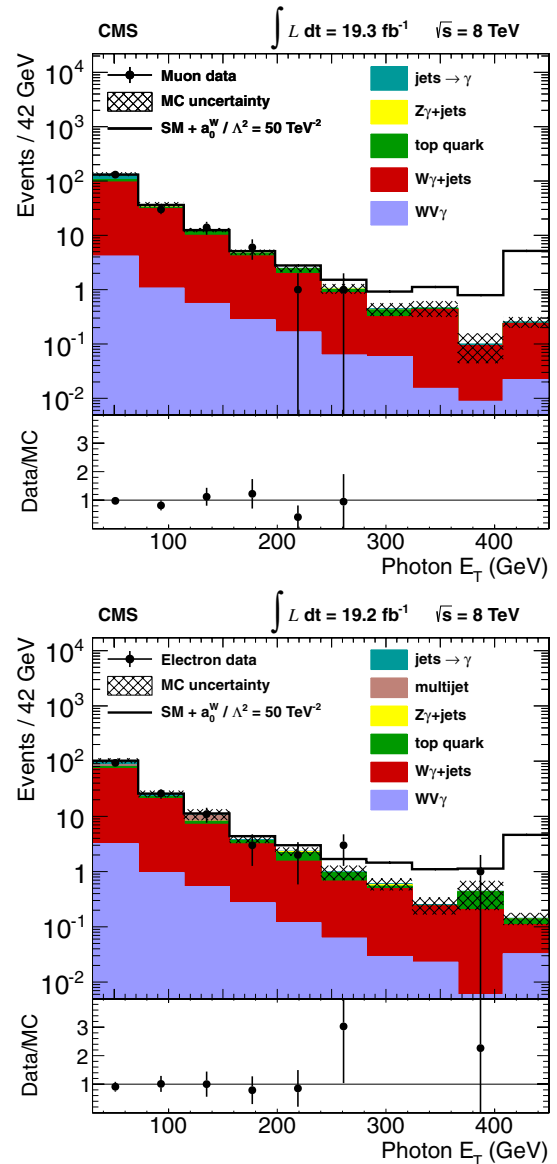 CMS ∫ L dt = 19.3 fb⁻¹ √s = 8 TeV
Events / 42 GeV
10⁴
10³
10²
10
1
10⁻¹
10⁻²
Muon data
MC uncertainty
SM + a₀ᵂ / Λ² = 50 TeV⁻²
jets → γ
Zγ+jets
top quark
Wγ+jets
WVγ
Data/MC
3
2
1
100 200 300 400
Photon E_T (GeV)
CMS ∫ L dt = 19.2 fb⁻¹ √s = 8 TeV
Events / 42 GeV
10⁴
10³
10²
10
1
10⁻¹
10⁻²
Electron data
MC uncertainty
SM + a₀ᵂ / Λ² = 50 TeV⁻²
jets → γ
multijet
Zγ+jets
top quark
Wγ+jets
WVγ
Data/MC
3
2
1
100 200 300 400
Photon E_T (GeV)